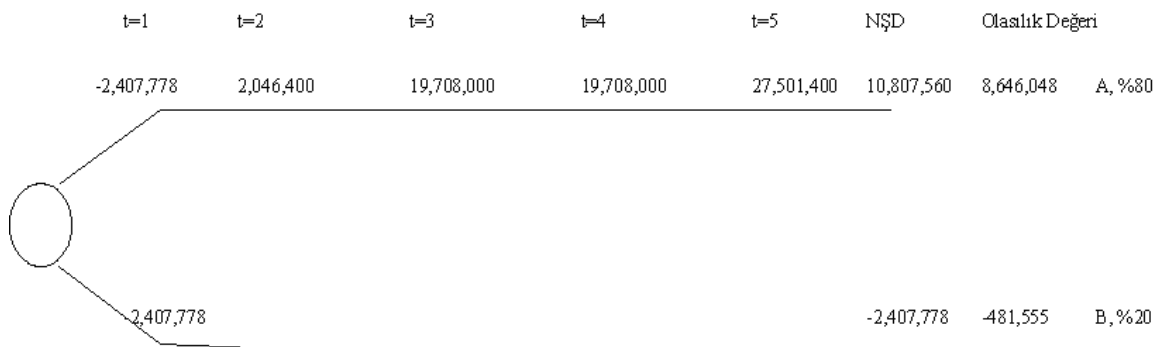 t=1 t=2 t=3 t=4 t=5 NŞD Olasılık Değeri
-2,407,778 2,046,400 19,708,000 19,708,000 27,501,400 10,807,560 8,646,048 A, %80
-2,407,778 -2,407,778 -481,555 B, %20